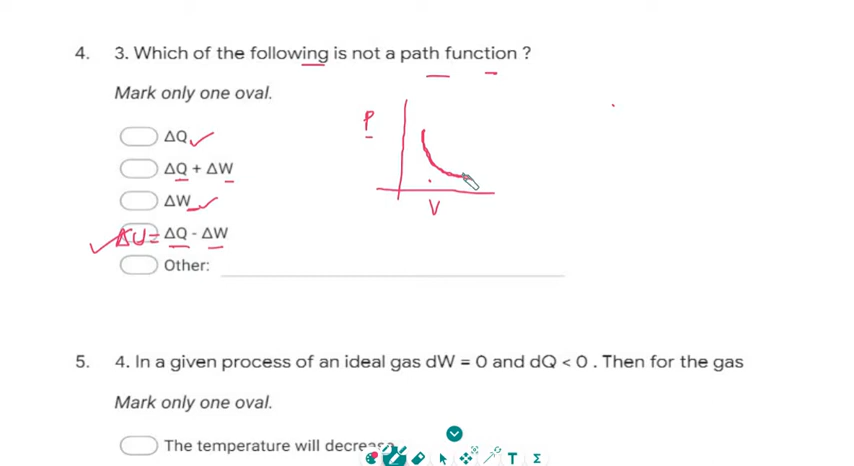 4. 3. Which of the following is not a path function ?
Mark only one oval.
P
ΔQ
ΔQ + ΔW
ΔW
V
ΔU = ΔQ - ΔW
Other:
5. 4. In a given process of an ideal gas dW = 0 and dQ < 0 . Then for the gas
Mark only one oval.
The temperature will decrease
T Σ